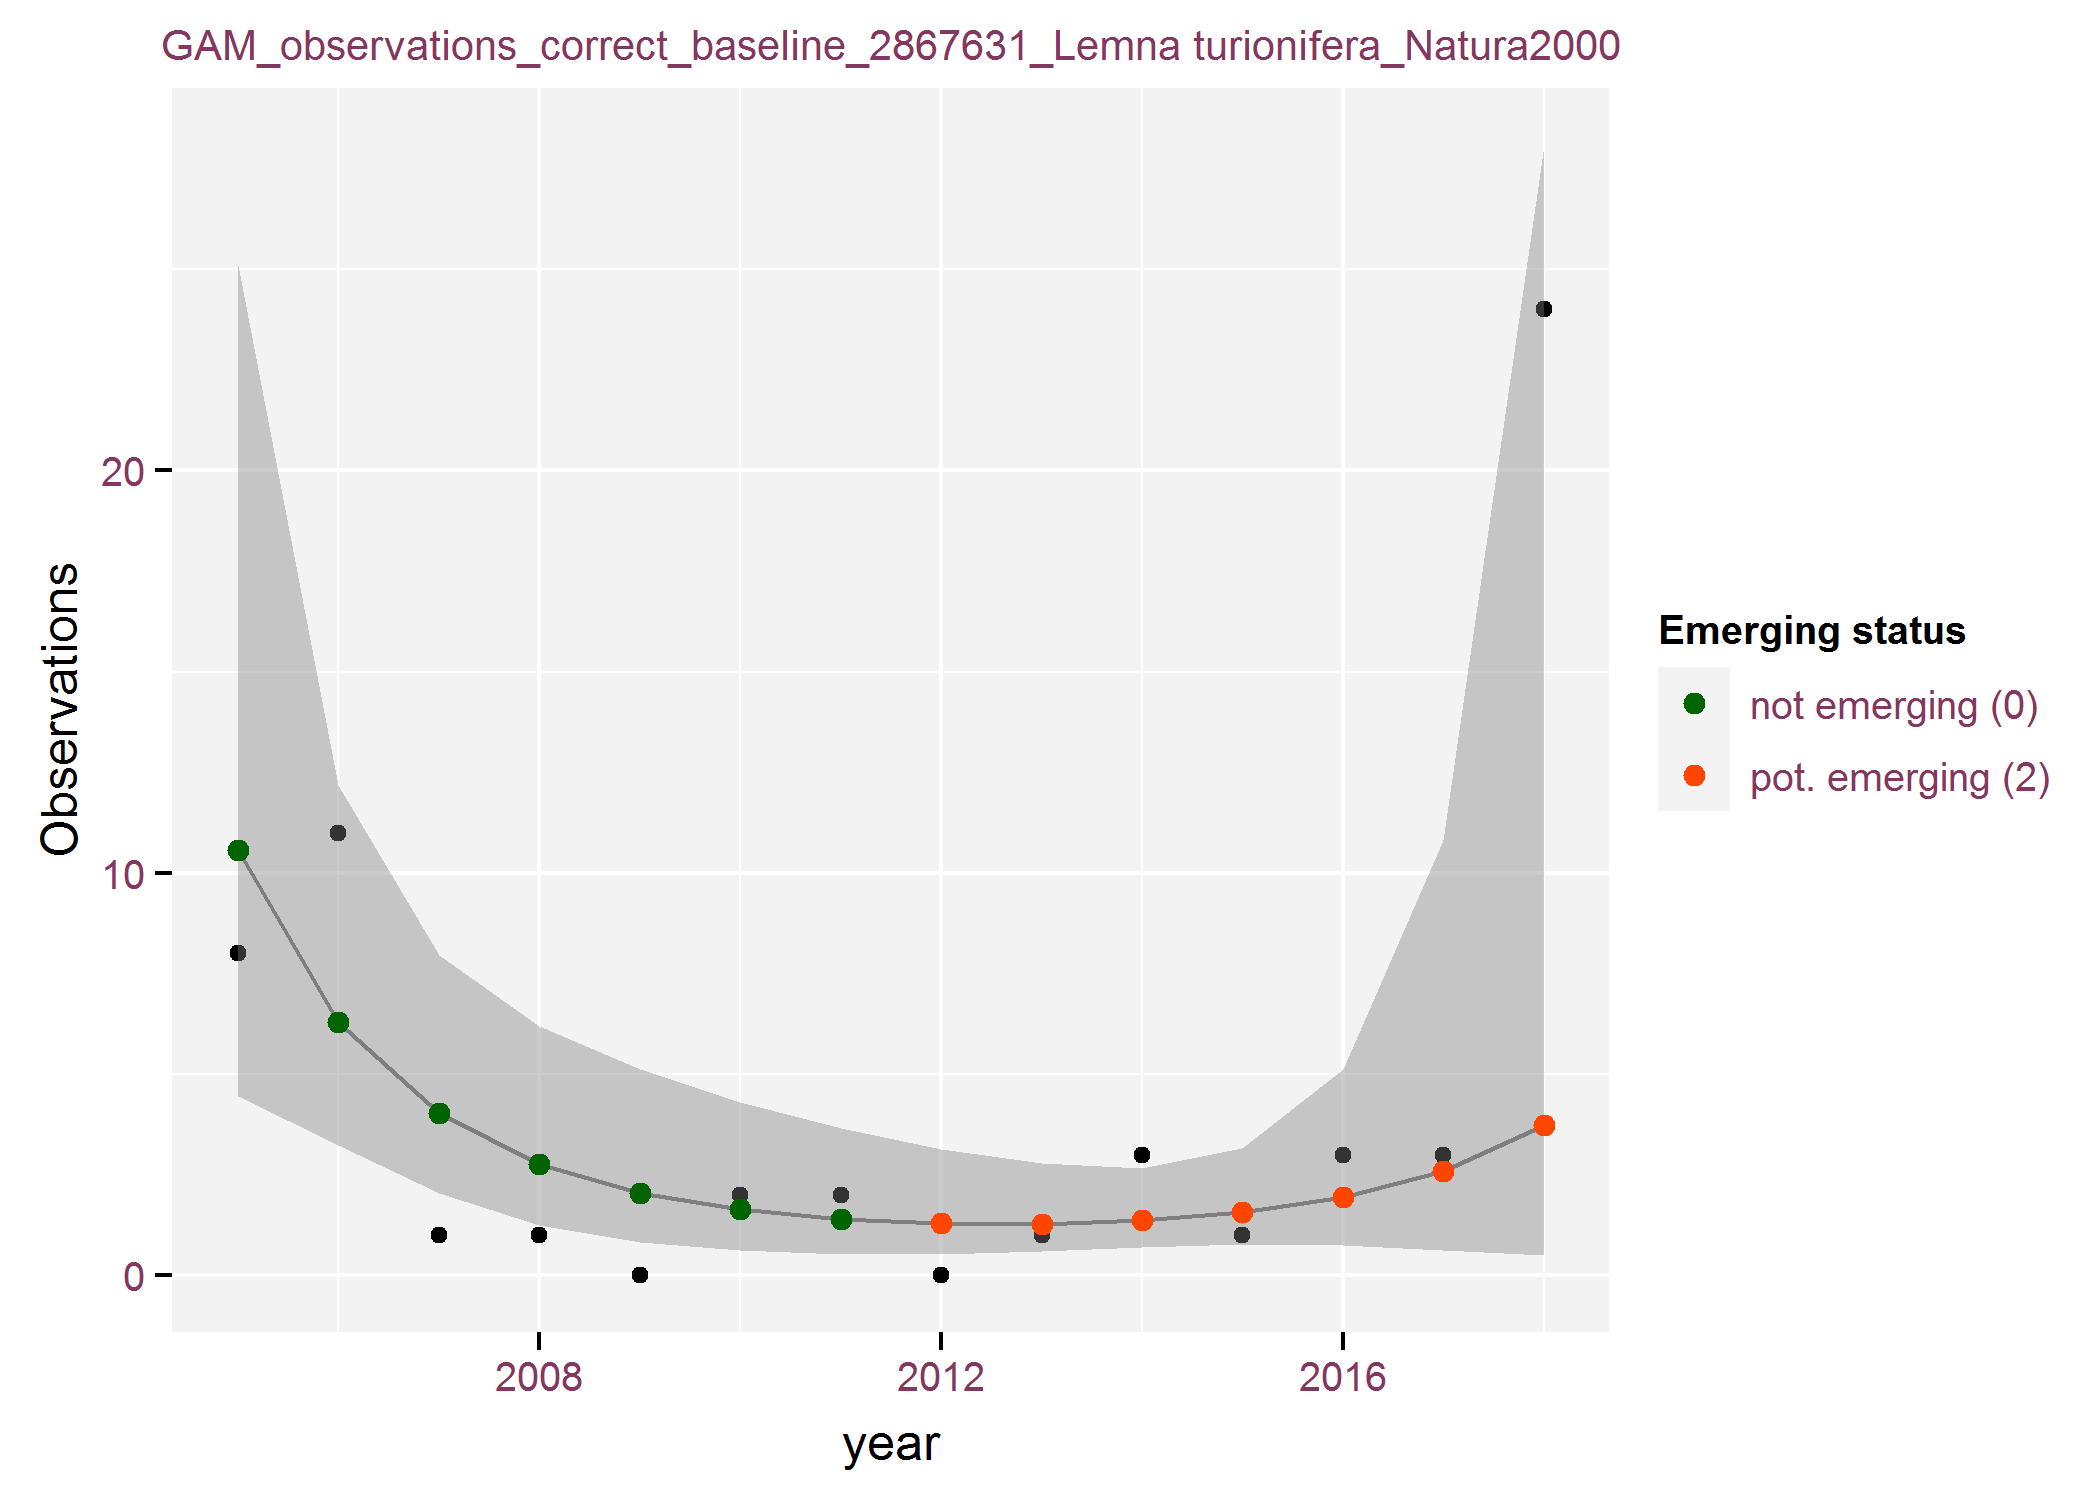 GAM_observations_correct_baseline_2867631_Lemna turionifera_Natura2000
Observations
20
10
0
2008
2012
2016
year
Emerging status
not emerging (0)
pot. emerging (2)